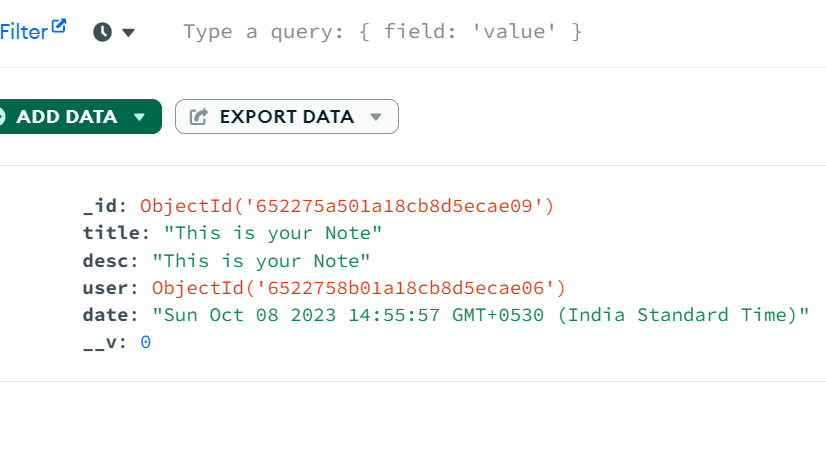 Filter
Type a query: { field: 'value' }
ADD DATA
EXPORT DATA
_id: ObjectId('652275a501a18cb8d5ecae09')
title: "This is your Note"
desc: "This is your Note"
user: ObjectId('6522758b01a18cb8d5ecae06')
date: "Sun Oct 08 2023 14:55:57 GMT+0530 (India Standard Time)"
__v: 0